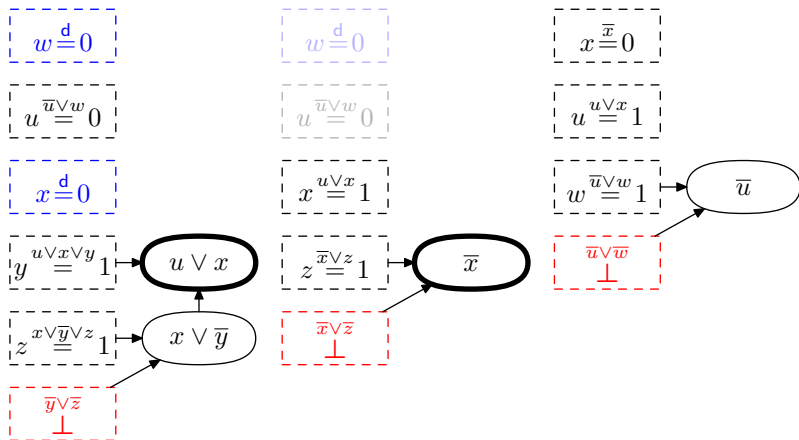 w =^d 0
u =^{u̅∨w} 0
x =^d 0
y =^{u∨x∨y} 1
u ∨ x
z =^{x∨y̅∨z} 1
x ∨ y̅
y̅∨z̅
⊥
w =^d 0
u =^{u̅∨w} 0
x =^{u∨x} 1
z =^{x̅∨z} 1
x̅
x̅∨z̅
⊥
x =^{x̅} 0
u =^{u∨x} 1
w =^{u̅∨w} 1
u̅
u̅∨w̅
⊥